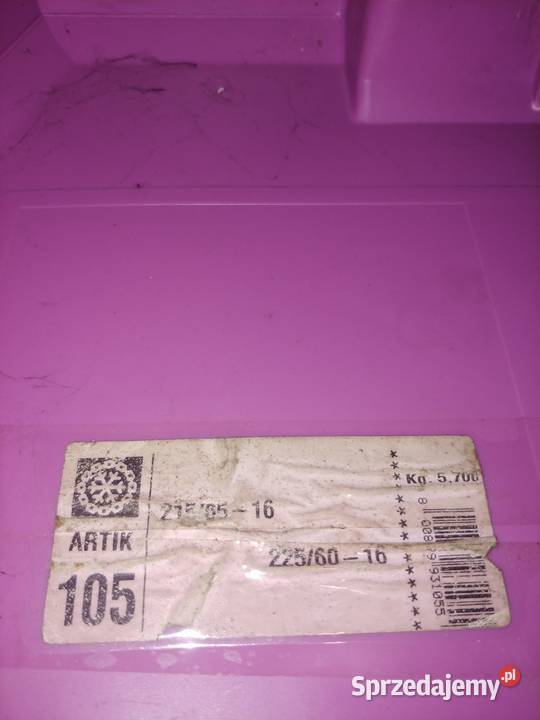 ARTIK
105
215/65-16
225/60-16
Kg. 5.700
Sprzedajemy.pl